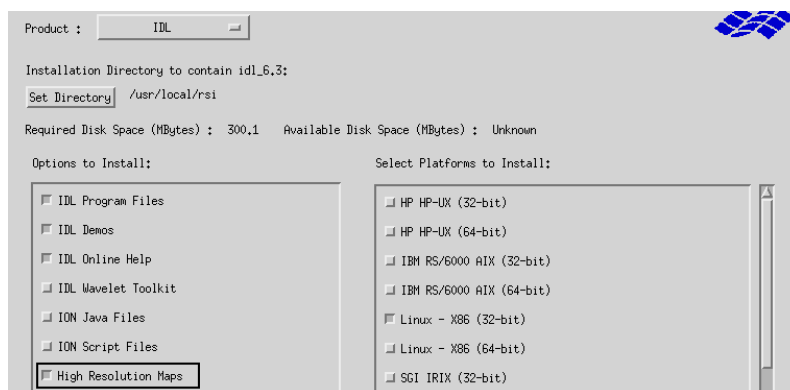 Product : IDL
Installation Directory to contain idl_6.3:
Set Directory /usr/local/rsi
Required Disk Space (MBytes) : 300.1 Available Disk Space (MBytes) : Unknown
Options to Install:
IDL Program Files
IDL Demos
IDL Online Help
IDL Wavelet Toolkit
ION Java Files
ION Script Files
High Resolution Maps
Select Platforms to Install:
HP HP-UX (32-bit)
HP HP-UX (64-bit)
IBM RS/6000 AIX (32-bit)
IBM RS/6000 AIX (64-bit)
Linux - X86 (32-bit)
Linux - X86 (64-bit)
SGI IRIX (32-bit)